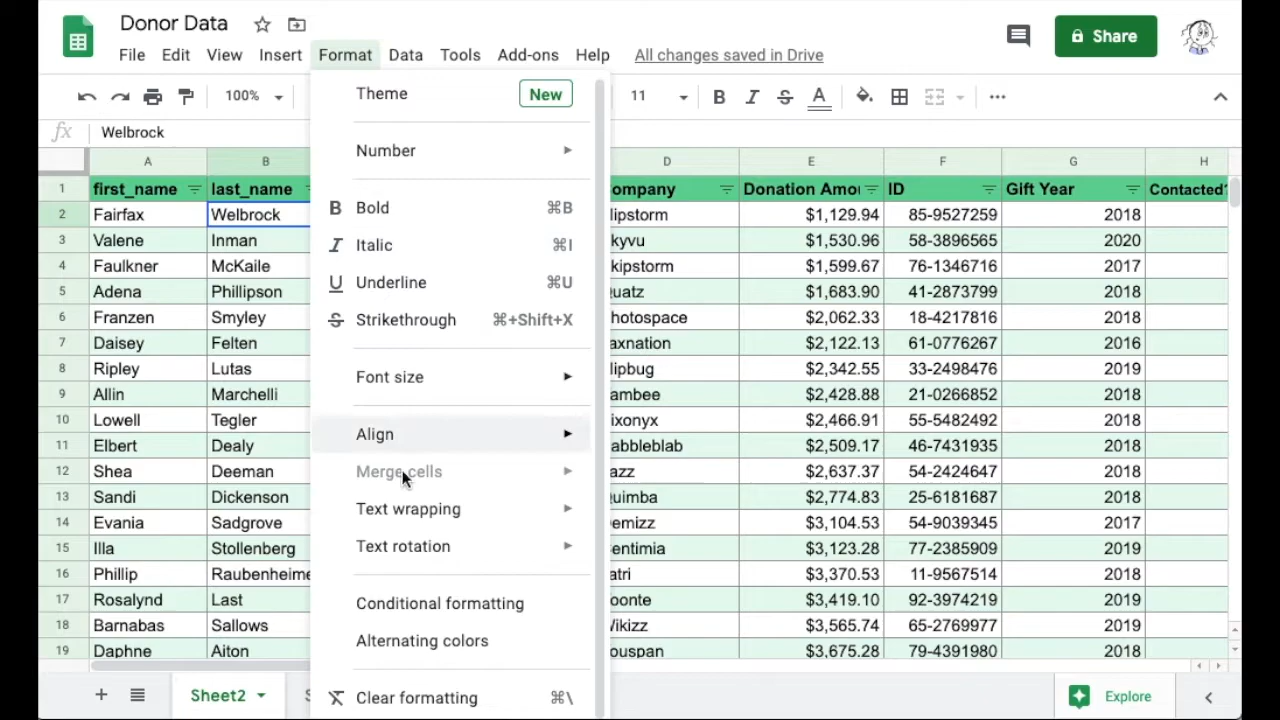 Donor Data
File Edit View Insert Format Data Tools Add-ons Help All changes saved in Drive
Share
100% 11 B I S A
fx Welbrock
Theme New
Number
B Bold ⌘B
I Italic ⌘I
U Underline ⌘U
S Strikethrough ⌘+Shift+X
Font size
Align
Merge cells
Text wrapping
Text rotation
Conditional formatting
Alternating colors
Clear formatting ⌘\
A B D E F G H
1 first_name last_name ompany Donation Amou ID Gift Year Contacted?
2 Fairfax Welbrock lipstorm $1,129.94 85-9527259 2018
3 Valene Inman kyvu $1,530.96 58-3896565 2020
4 Faulkner McKaile kipstorm $1,599.67 76-1346716 2017
5 Adena Phillipson uatz $1,683.90 41-2873799 2018
6 Franzen Smyley hotospace $2,062.33 18-4217816 2018
7 Daisey Felten axnation $2,122.13 61-0776267 2016
8 Ripley Lutas lipbug $2,342.55 33-2498476 2019
9 Allin Marchelli ambee $2,428.88 21-0266852 2018
10 Lowell Tegler ixonyx $2,466.91 55-5482492 2018
11 Elbert Dealy abbleblab $2,509.17 46-7431935 2018
12 Shea Deeman azz $2,637.37 54-2424647 2018
13 Sandi Dickenson uimba $2,774.83 25-6181687 2018
14 Evania Sadgrove emizz $3,104.53 54-9039345 2017
15 Illa Stollenberg entimia $3,123.28 77-2385909 2019
16 Phillip Raubenheime atri $3,370.53 11-9567514 2018
17 Rosalynd Last oonte $3,419.10 92-3974219 2019
18 Barnabas Sallows ikizz $3,565.74 65-2769977 2019
19 Daphne Aiton ouspan $3,675.28 79-4391980 2018
Sheet2 Explore